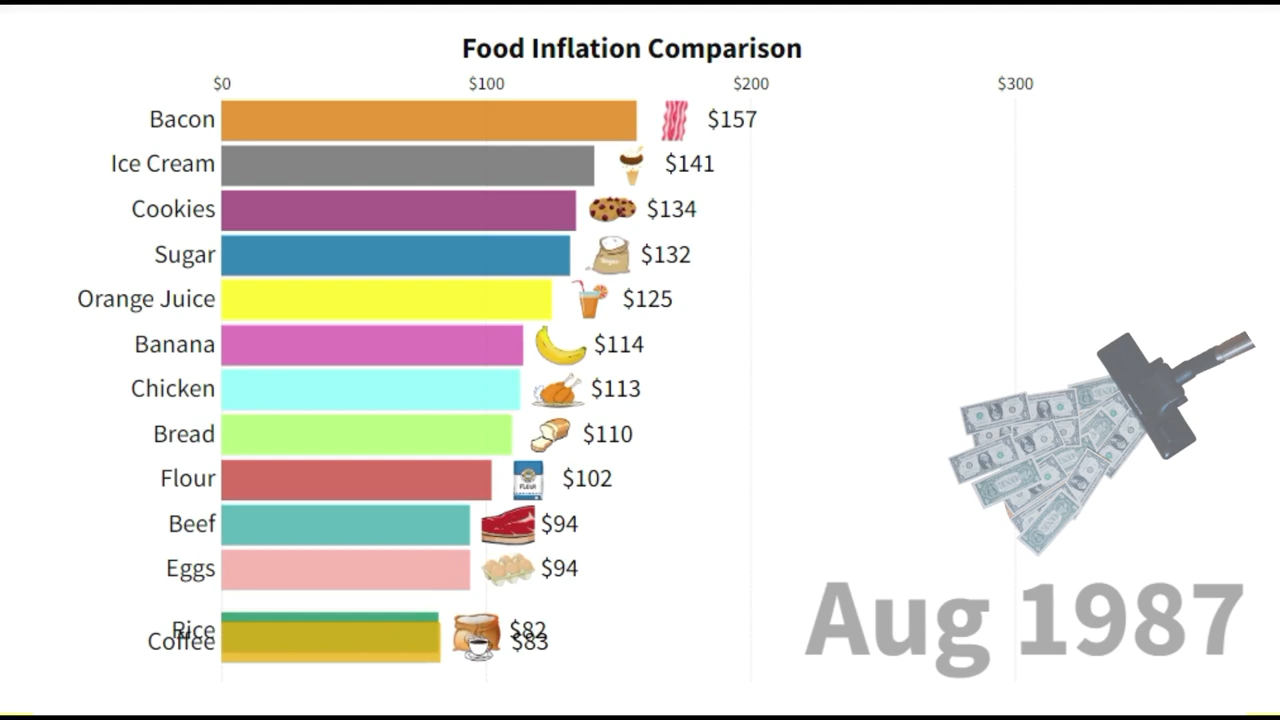 Food Inflation Comparison
$0 $100 $200 $300
Bacon $157
Ice Cream $141
Cookies $134
Sugar $132
Orange Juice $125
Banana $114
Chicken $113
Bread $110
Flour FLOUR $102
Beef $94
Eggs $94
Rice $82
Coffee $83
Aug 1987